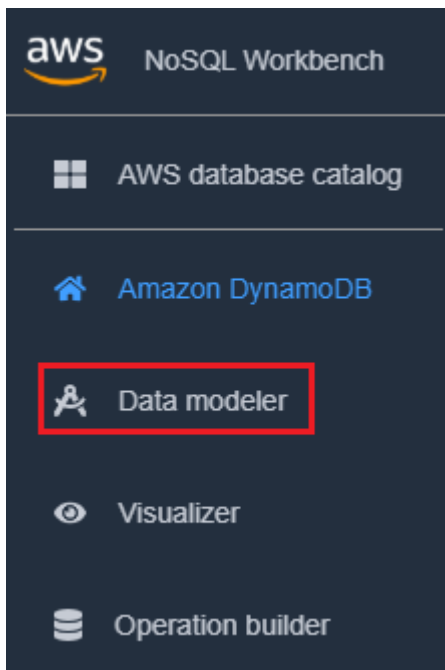 aws NoSQL Workbench
AWS database catalog
Amazon DynamoDB
Data modeler
Visualizer
Operation builder